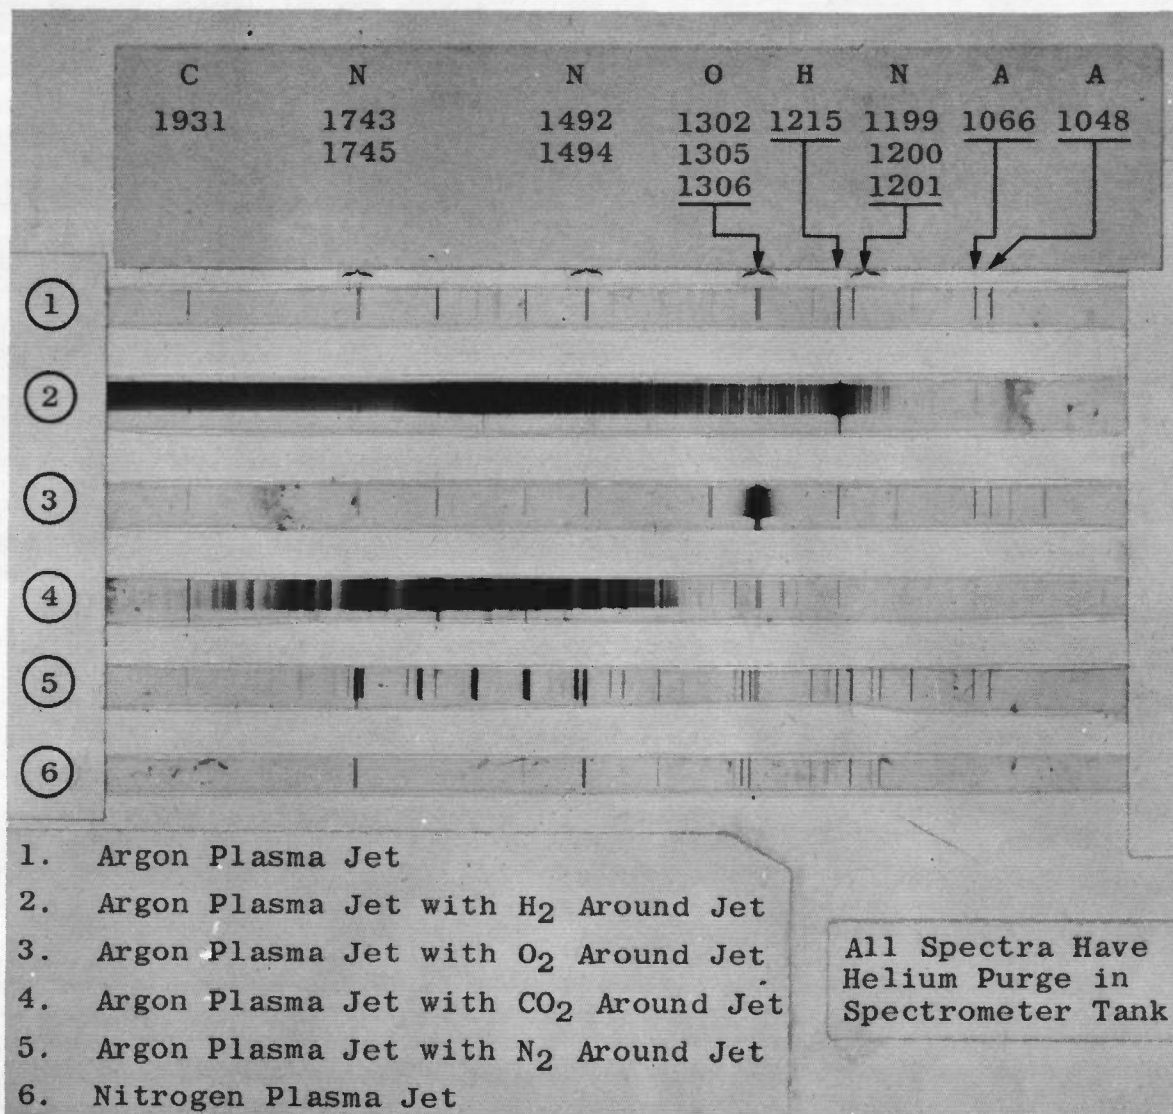 C N N O H N A A
1931 1743 1492 1302 1215 1199 1066 1048
1745 1494 1305 1200
1306 1201
1
2
3
4
5
6
1. Argon Plasma Jet
2. Argon Plasma Jet with H2 Around Jet
3. Argon Plasma Jet with O2 Around Jet
4. Argon Plasma Jet with CO2 Around Jet
5. Argon Plasma Jet with N2 Around Jet
6. Nitrogen Plasma Jet
All Spectra Have
Helium Purge in
Spectrometer Tank